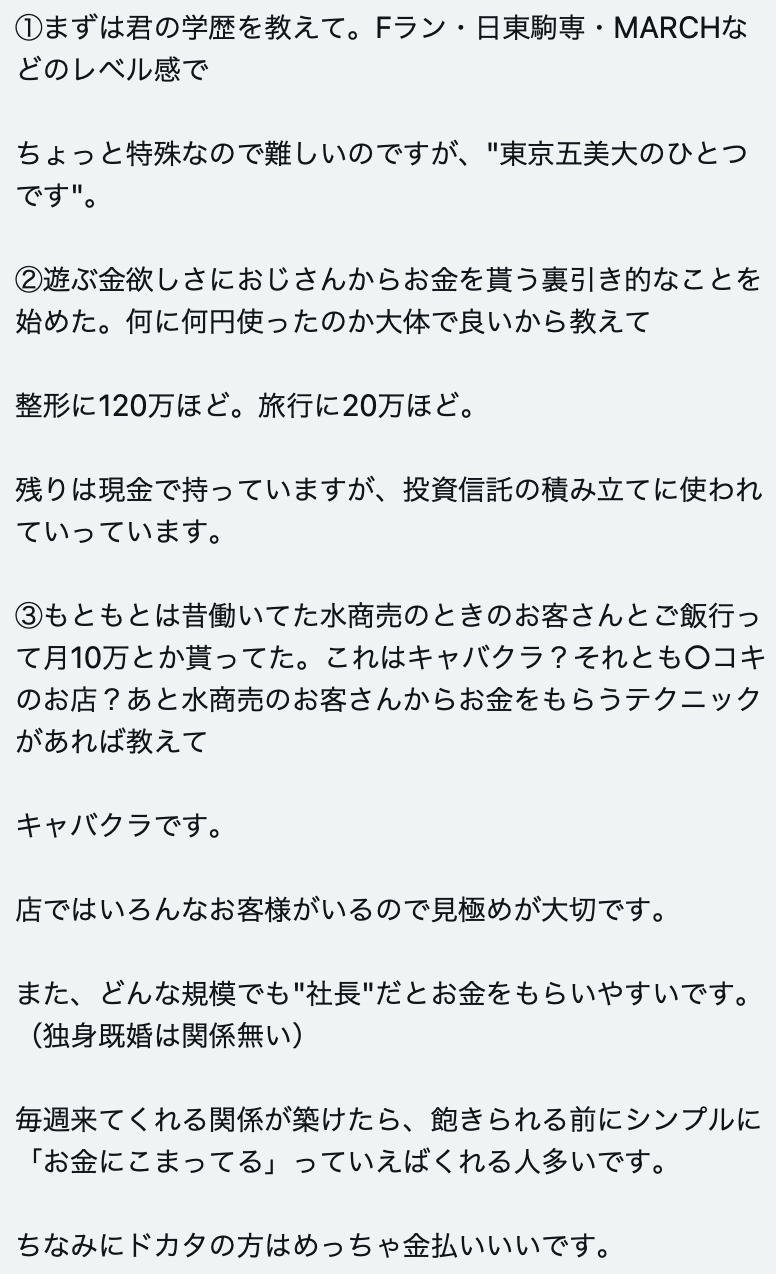 ①まずは君の学歴を教えて。Fラン・日東駒専・MARCHな
どのレベル感で
ちょっと特殊なので難しいのですが、"東京五美大のひとつ
です"。
②遊ぶ金欲しさにおじさんからお金を貰う裏引き的なことを
始めた。何に何円使ったのか大体で良いから教えて
整形に120万ほど。旅行に20万ほど。
残りは現金で持っていますが、投資信託の積み立てに使われ
ていっています。
③もともとは昔働いてた水商売のときのお客さんとご飯行っ
て月10万とか貰ってた。これはキャバクラ？それとも〇コキ
のお店？あと水商売のお客さんからお金をもらうテクニック
があれば教えて
キャバクラです。
店ではいろんなお客様がいるので見極めが大切です。
また、どんな規模でも"社長"だとお金をもらいやすいです。
（独身既婚は関係無い）
毎週来てくれる関係が築けたら、飽きられる前にシンプルに
「お金にこまってる」っていえばくれる人多いです。
ちなみにドカタの方はめっちゃ金払いいいです。